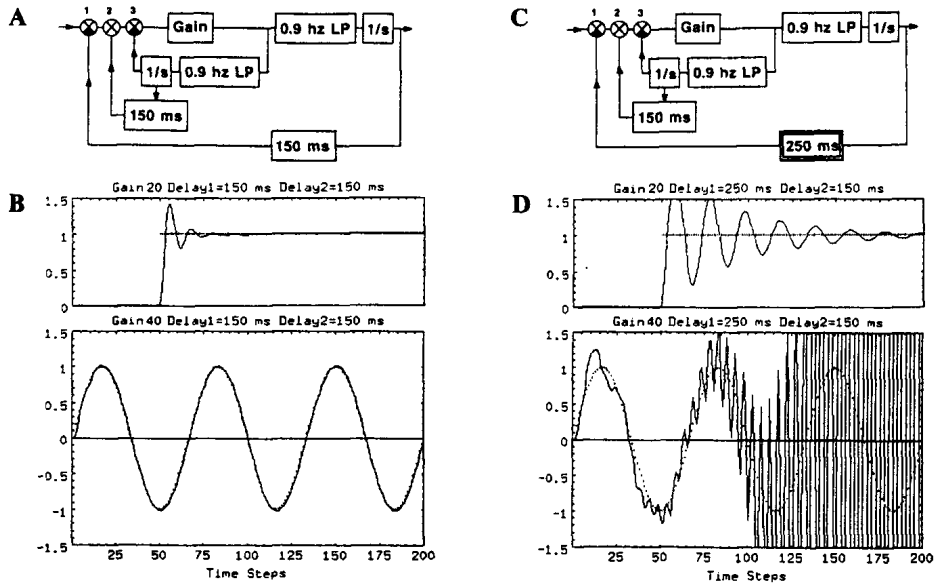 A
1 2 3
Gain
0.9 hz LP
1/s
1/s
0.9 hz LP
150 ms
150 ms
B
Gain 20 Delay1=150 ms Delay2=150 ms
1.5
1
0.5
0
Gain 40 Delay1=150 ms Delay2=150 ms
1.5
1
0.5
0
-0.5
-1
-1.5
25 50 75 100 125 150 175 200
Time Steps
C
1 2 3
Gain
0.9 hz LP
1/s
1/s
0.9 hz LP
150 ms
250 ms
D
Gain 20 Delay1=250 ms Delay2=150 ms
1.5
1
0.5
0
Gain 40 Delay1=250 ms Delay2=150 ms
1.5
1
0.5
0
-0.5
-1
-1.5
25 50 75 100 125 150 175 200
Time Steps